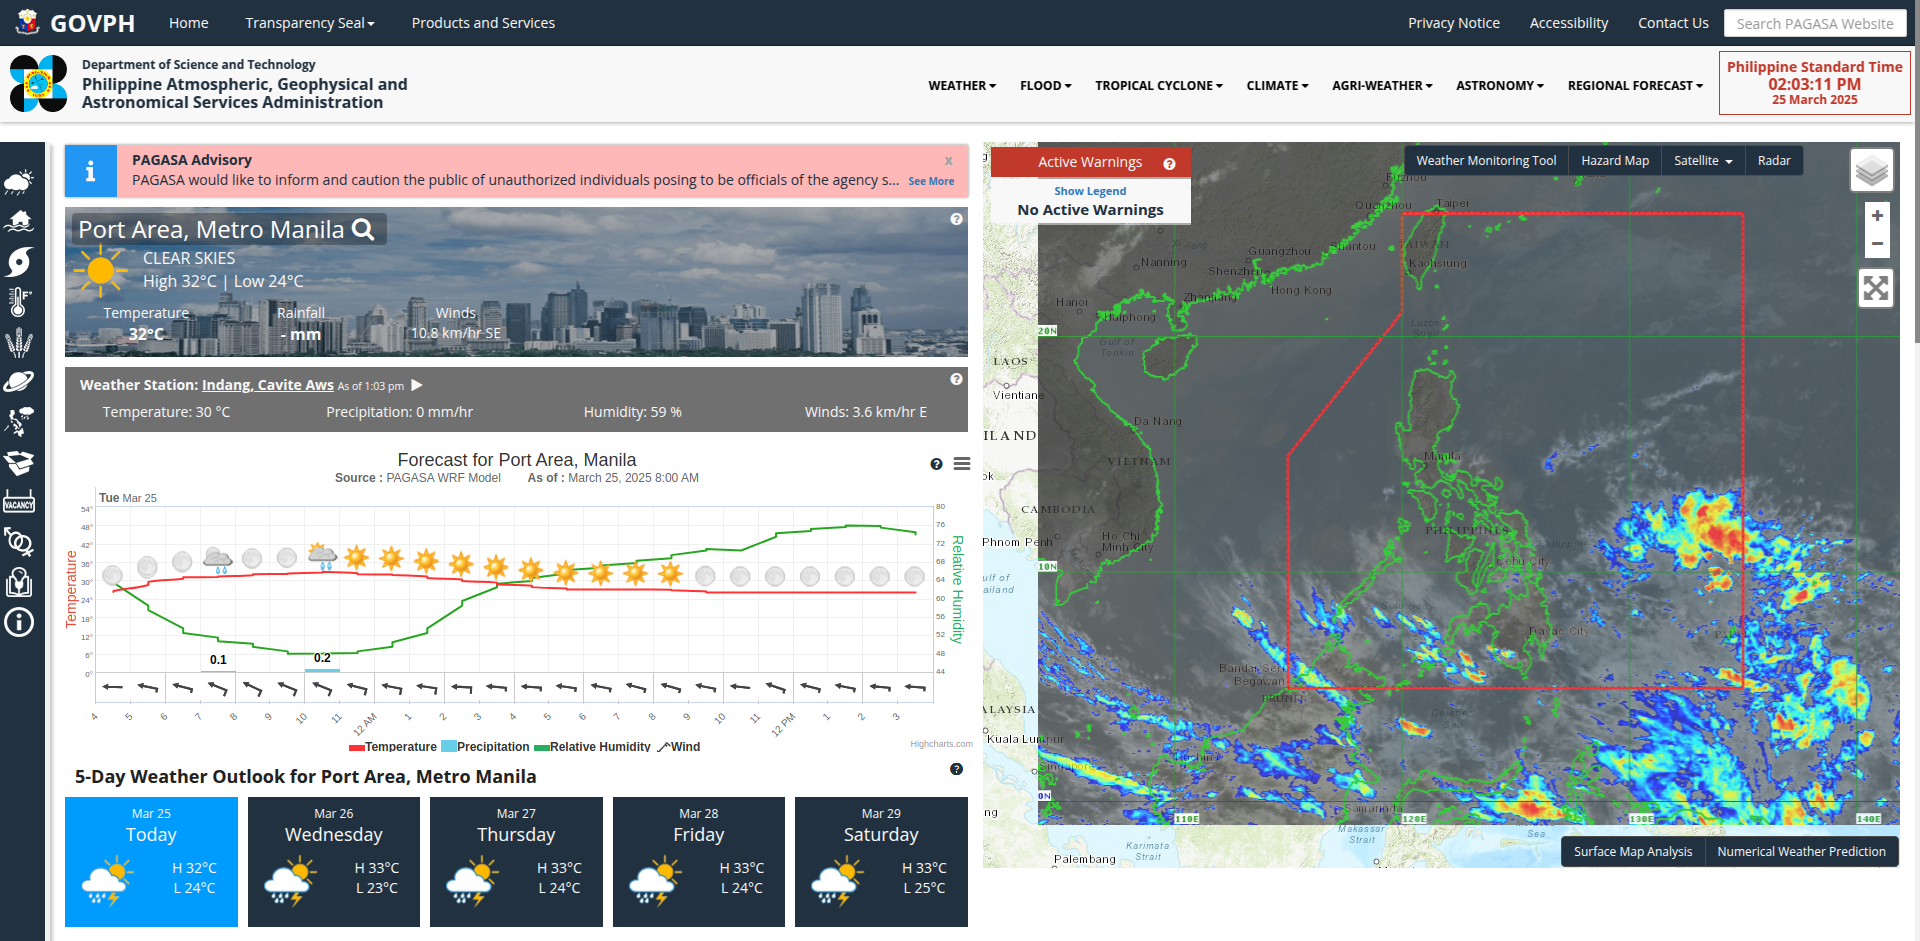 GOVPH
Home
Transparency Seal
Products and Services
Privacy Notice
Accessibility
Contact Us
Search PAGASA Website
Department of Science and Technology
Philippine Atmospheric, Geophysical and
Astronomical Services Administration
WEATHER
FLOOD
TROPICAL CYCLONE
CLIMATE
AGRI-WEATHER
ASTRONOMY
REGIONAL FORECAST
Philippine Standard Time
02:03:11 PM
25 March 2025
PAGASA Advisory
x
PAGASA would like to inform and caution the public of unauthorized individuals posing to be officials of the agency s... See More
Port Area, Metro Manila
CLEAR SKIES
High 32°C | Low 24°C
Temperature
32°C
Rainfall
- mm
Winds
10.8 km/hr SE
Weather Station: Indang, Cavite Aws As of 1:03 pm
Temperature: 30 °C
Precipitation: 0 mm/hr
Humidity: 59 %
Winds: 3.6 km/hr E
Forecast for Port Area, Manila
Source : PAGASA WRF Model As of : March 25, 2025 8:00 AM
Tue Mar 25
Temperature
54°
48°
42°
36°
30°
24°
18°
12°
6°
0°
0.1
0.2
80
76
72
68
64
60
56
52
48
44
Relative Humidity
4
5
6
7
8
9
10
11
12 AM
1
2
3
4
5
6
7
8
9
10
11
12 PM
1
2
3
Temperature
Precipitation
Relative Humidity
Wind
Highcharts.com
5-Day Weather Outlook for Port Area, Metro Manila
Mar 25
Today
H 32°C
L 24°C
Mar 26
Wednesday
H 33°C
L 23°C
Mar 27
Thursday
H 33°C
L 24°C
Mar 28
Friday
H 33°C
L 24°C
Mar 29
Saturday
H 33°C
L 25°C
VACANCY
Active Warnings
Show Legend
No Active Warnings
Weather Monitoring Tool
Hazard Map
Satellite
Radar
+
−
Fuzhou
Quanzhou
Taipei
TAIWAN
Kaohsiung
Shantou
Guangzhou
Shenzhen
Hong Kong
Nanning
Zhanjiang
Hanoi
Haiphong
Gulf of
Tonkin
Luzon
Strait
20N
LAOS
Vientiane
Da Nang
ILAND
VIETNAM
Manila
CAMBODIA
Phnom Penh
Ho Chi
Minh City
PHILIPPINES
Philippine
Cebu City
10N
ulf of
ailand
Davao City
Bandar Seri
Begawan
BRUNEI
Celebes
Sea
ALAYSIA
Kuala Lumpur
Kuching
Singapore
0N
Samarinda
110E
120E
130E
140E
ng
Makassar
Strait
Karimata
Strait
Sea
Palembang
Surface Map Analysis
Numerical Weather Prediction